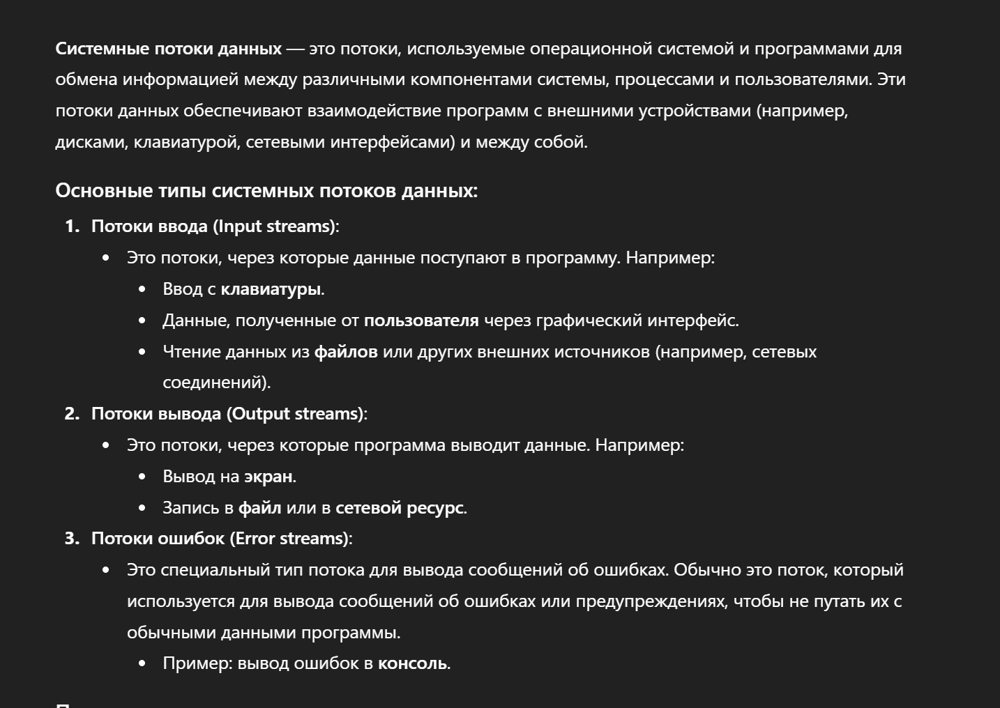 Системные потоки данных — это потоки, используемые операционной системой и программами для
обмена информацией между различными компонентами системы, процессами и пользователями. Эти
потоки данных обеспечивают взаимодействие программ с внешними устройствами (например,
дисками, клавиатурой, сетевыми интерфейсами) и между собой.
Основные типы системных потоков данных:
1. Потоки ввода (Input streams):
• Это потоки, через которые данные поступают в программу. Например:
• Ввод с клавиатуры.
• Данные, полученные от пользователя через графический интерфейс.
• Чтение данных из файлов или других внешних источников (например, сетевых
соединений).
2. Потоки вывода (Output streams):
• Это потоки, через которые программа выводит данные. Например:
• Вывод на экран.
• Запись в файл или в сетевой ресурс.
3. Потоки ошибок (Error streams):
• Это специальный тип потока для вывода сообщений об ошибках. Обычно это поток, который
используется для вывода сообщений об ошибках или предупреждениях, чтобы не путать их с
обычными данными программы.
• Пример: вывод ошибок в консоль.